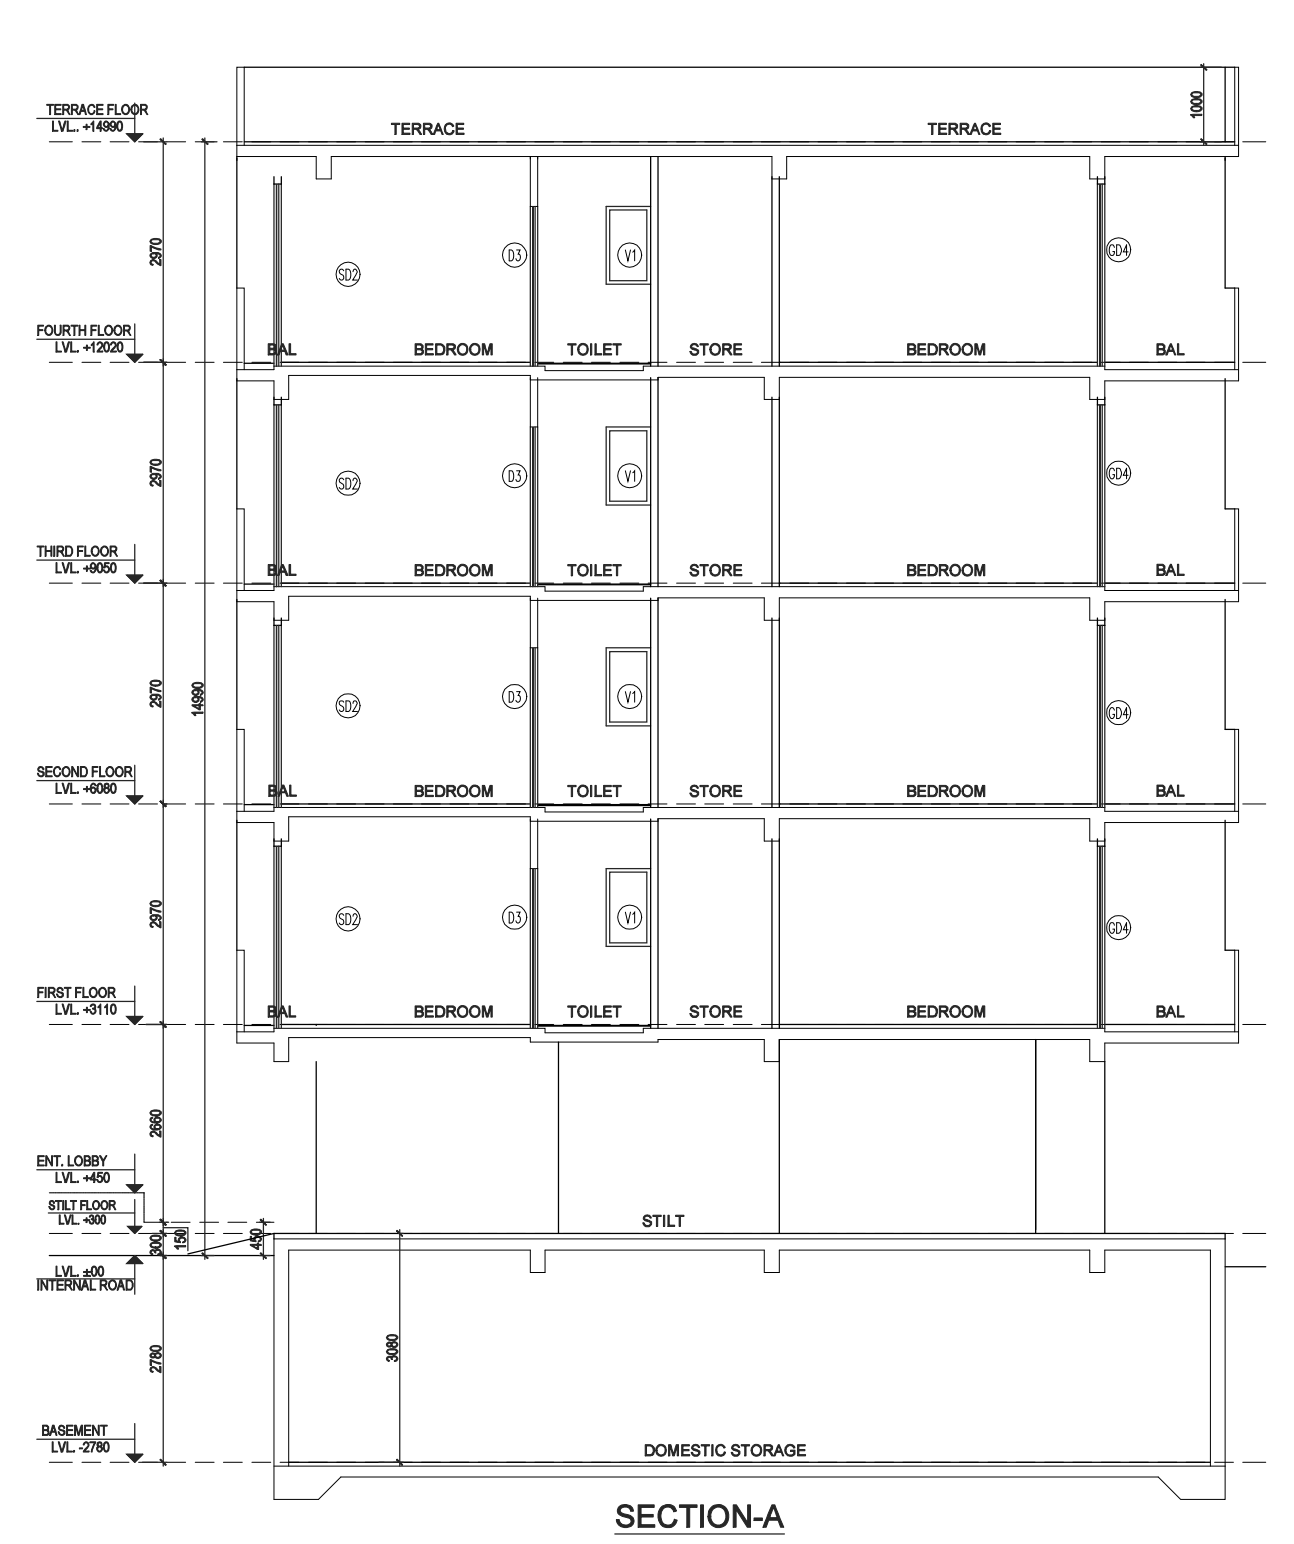 1000
TERRACE FLOOR
LVL.. +14990
TERRACE TERRACE
2970
SD2 D3 V1 GD4
FOURTH FLOOR
LVL. +12020
BAL BEDROOM TOILET STORE BEDROOM BAL
2970
SD2 D3 V1 GD4
THIRD FLOOR
LVL. +9050
BAL BEDROOM TOILET STORE BEDROOM BAL
2970
14990
SD2 D3 V1 GD4
SECOND FLOOR
LVL. +6080
BAL BEDROOM TOILET STORE BEDROOM BAL
2970
SD2 D3 V1 GD4
FIRST FLOOR
LVL. +3110
BAL BEDROOM TOILET STORE BEDROOM BAL
2660
ENT. LOBBY
LVL. +450
STILT FLOOR
LVL. +300
STILT
300
150
450
LVL. ±00
INTERNAL ROAD
2780
3080
BASEMENT
LVL. -2780
DOMESTIC STORAGE
SECTION-A